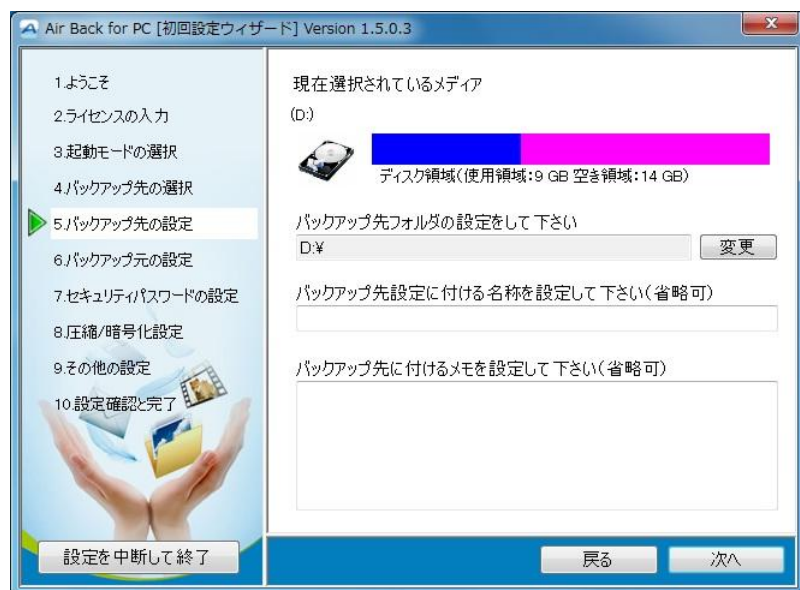 Air Back for PC [初回設定ウィザード] Version 1.5.0.3
1.ようこそ
2.ライセンスの入力
3.起動モードの選択
4.バックアップ先の選択
5.バックアップ先の設定
6.バックアップ元の設定
7.セキュリティパスワードの設定
8.圧縮/暗号化設定
9.その他の設定
10.設定確認と完了
設定を中断して終了
現在選択されているメディア
(D:)
ディスク領域(使用領域:9 GB 空き領域:14 GB)
バックアップ先フォルダの設定をして下さい
D:¥
変更
バックアップ先設定に付ける名称を設定して下さい(省略可)
バックアップ先に付けるメモを設定して下さい(省略可)
戻る
次へ